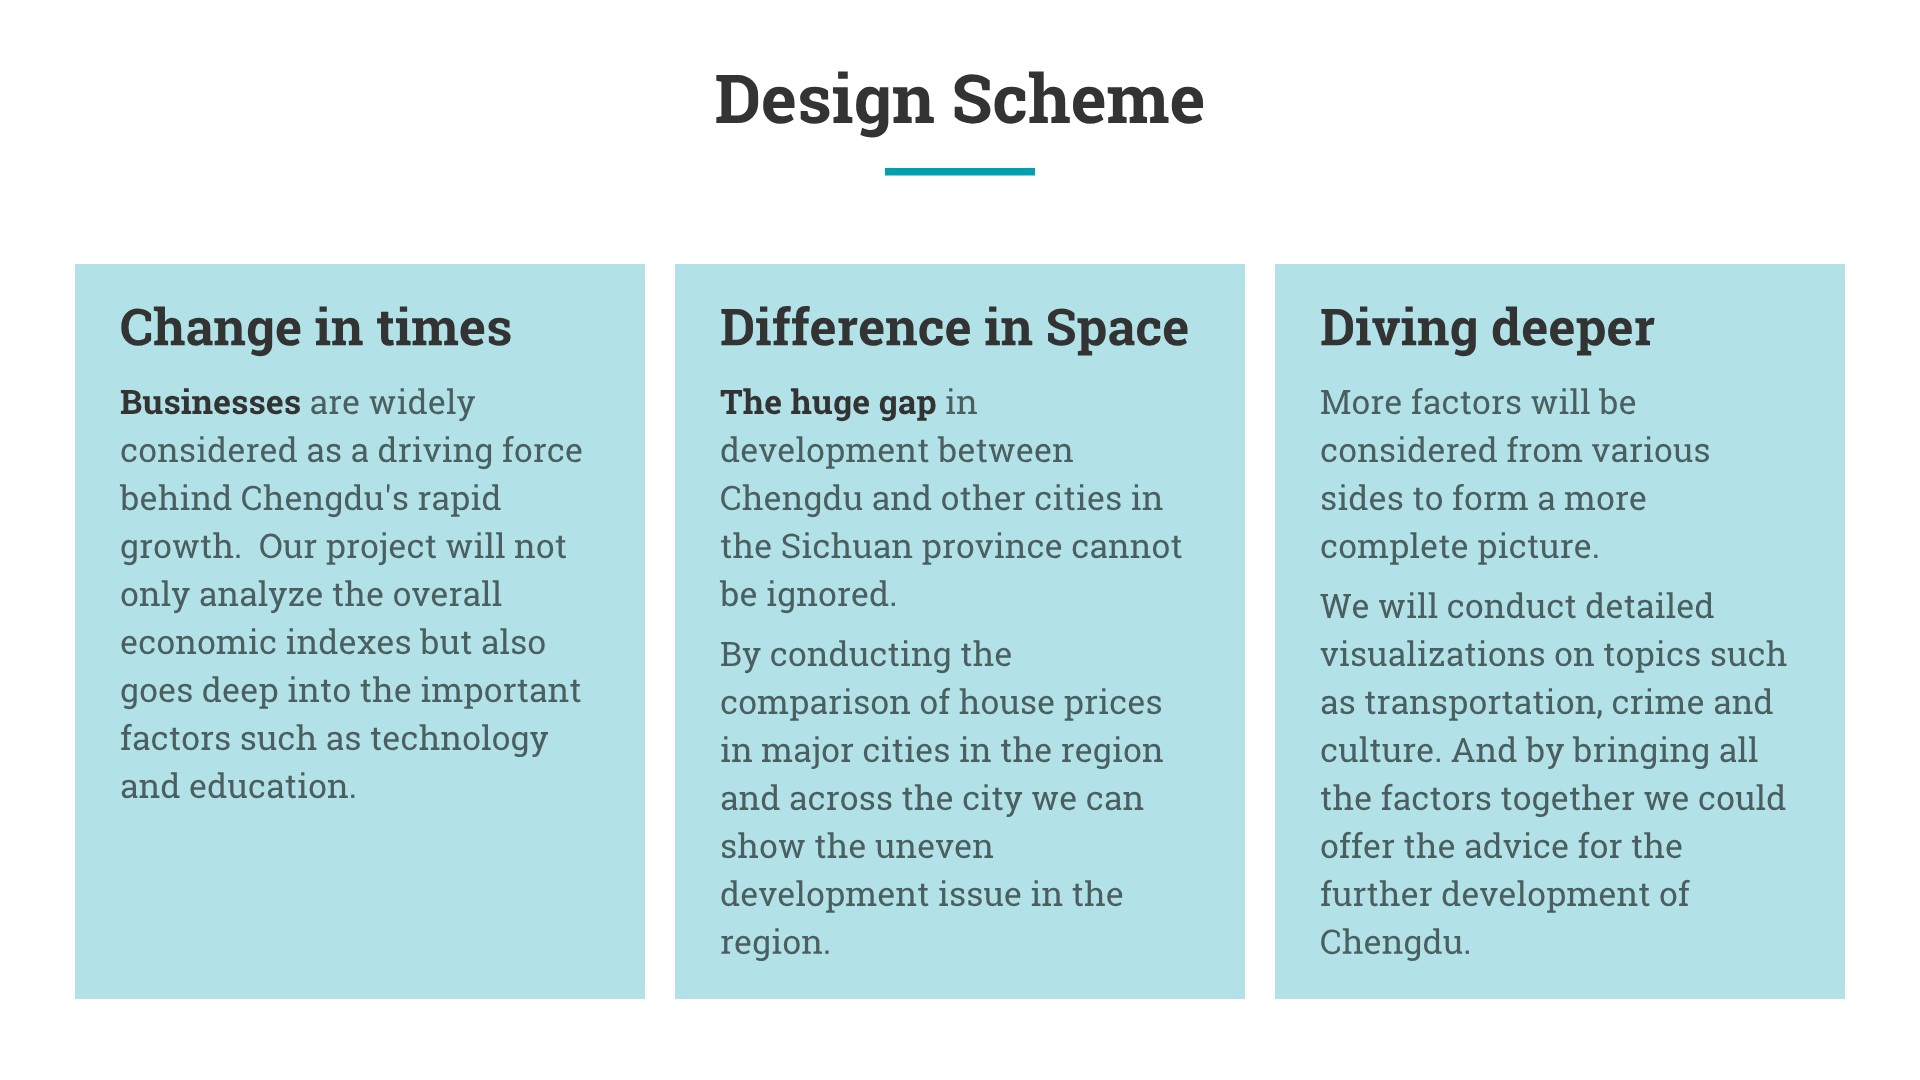 Design Scheme
Change in times
Businesses are widely
considered as a driving force
behind Chengdu's rapid
growth.  Our project will not
only analyze the overall
economic indexes but also
goes deep into the important
factors such as technology
and education.
Difference in Space
The huge gap in
development between
Chengdu and other cities in
the Sichuan province cannot
be ignored.
By conducting the
comparison of house prices
in major cities in the region
and across the city we can
show the uneven
development issue in the
region.
Diving deeper
More factors will be
considered from various
sides to form a more
complete picture.
We will conduct detailed
visualizations on topics such
as transportation, crime and
culture. And by bringing all
the factors together we could
offer the advice for the
further development of
Chengdu.